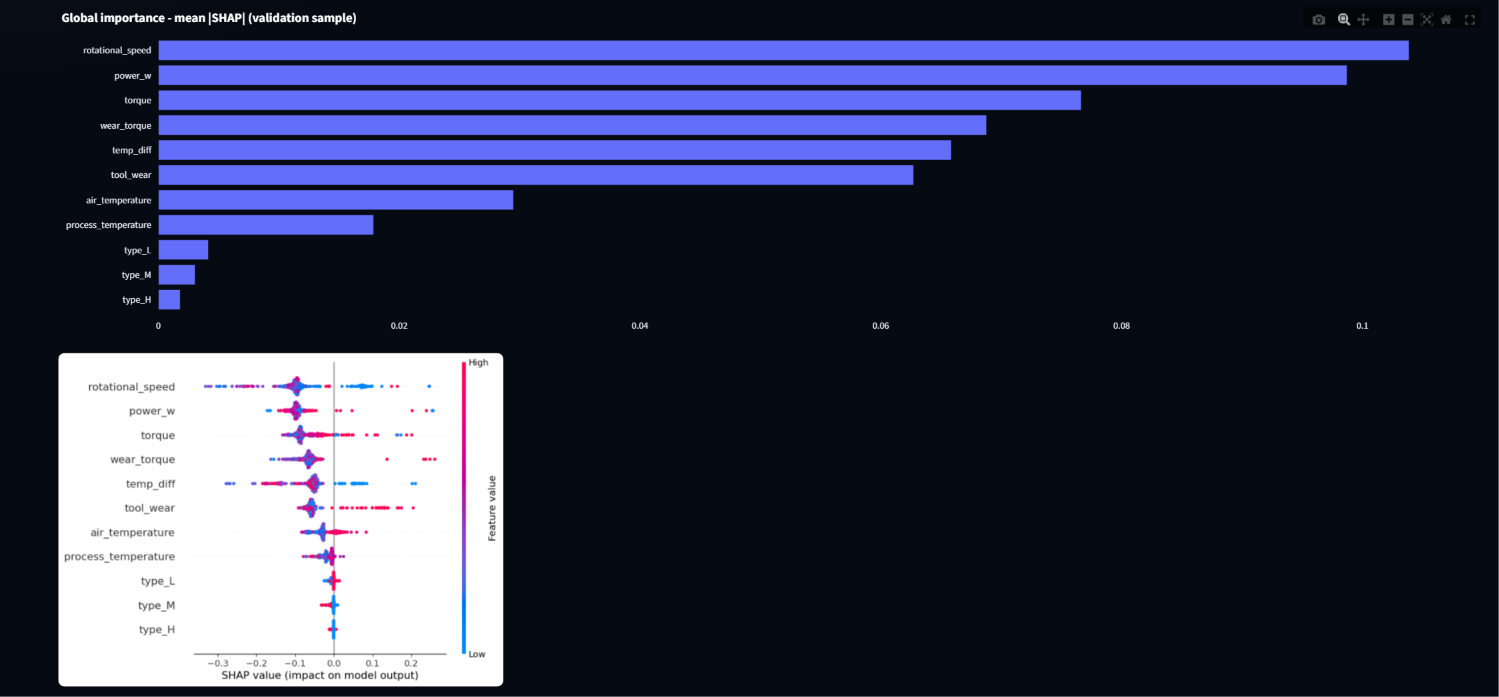 Global importance - mean |SHAP| (validation sample)
rotational_speed
power_w
torque
wear_torque
temp_diff
tool_wear
air_temperature
process_temperature
type_L
type_M
type_H
0 0.02 0.04 0.06 0.08 0.1
High
rotational_speed
power_w
torque
wear_torque
temp_diff
tool_wear
air_temperature
process_temperature
type_L
type_M
type_H
Feature value
Low
−0.3 −0.2 −0.1 0.0 0.1 0.2
SHAP value (impact on model output)